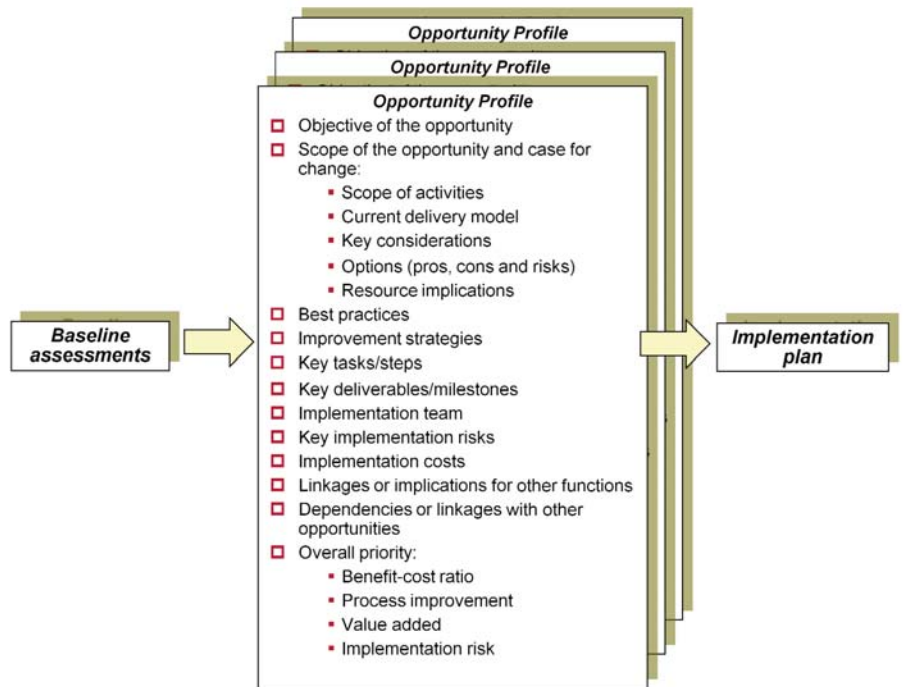 Opportunity Profile
Opportunity Profile
Opportunity Profile
Objective of the opportunity
Scope of the opportunity and case for
change:
Scope of activities
Current delivery model
Key considerations
Options (pros, cons and risks)
Resource implications
Best practices
Improvement strategies
Key tasks/steps
Key deliverables/milestones
Implementation team
Key implementation risks
Implementation costs
Linkages or implications for other functions
Dependencies or linkages with other
opportunities
Overall priority:
Benefit-cost ratio
Process improvement
Value added
Implementation risk
Baseline
assessments
Implementation
plan